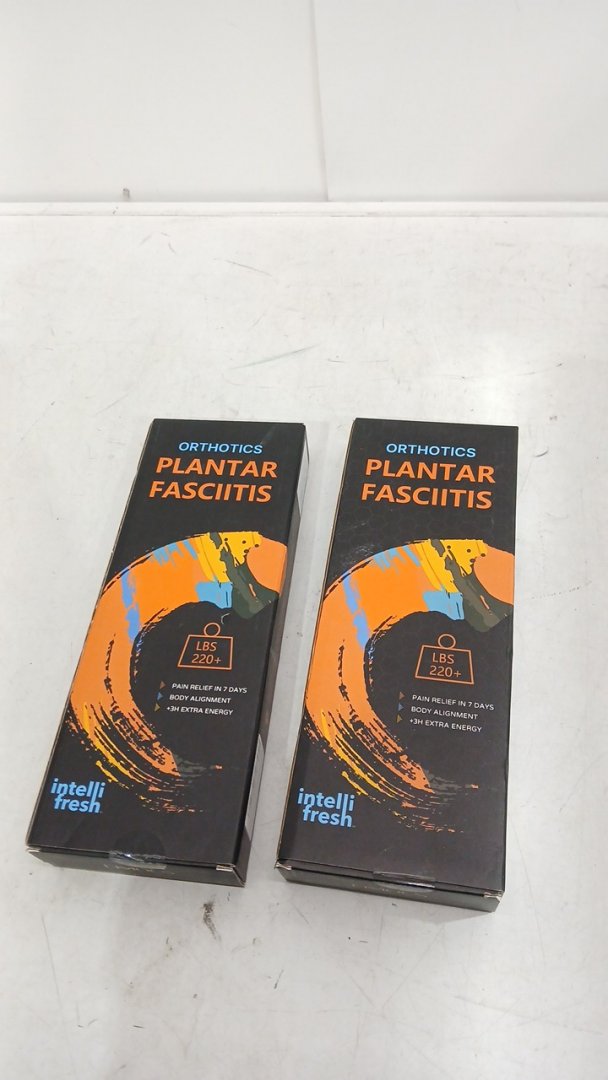 ORTHOTICS
PLANTAR
FASCIITIS
LBS
220+
PAIN RELIEF IN 7 DAYS
BODY ALIGNMENT
+3H EXTRA ENERGY
intelli
fresh
ORTHOTICS
PLANTAR
FASCIITIS
LBS
220+
PAIN RELIEF IN 7 DAYS
BODY ALIGNMENT
+3H EXTRA ENERGY
intelli
fresh